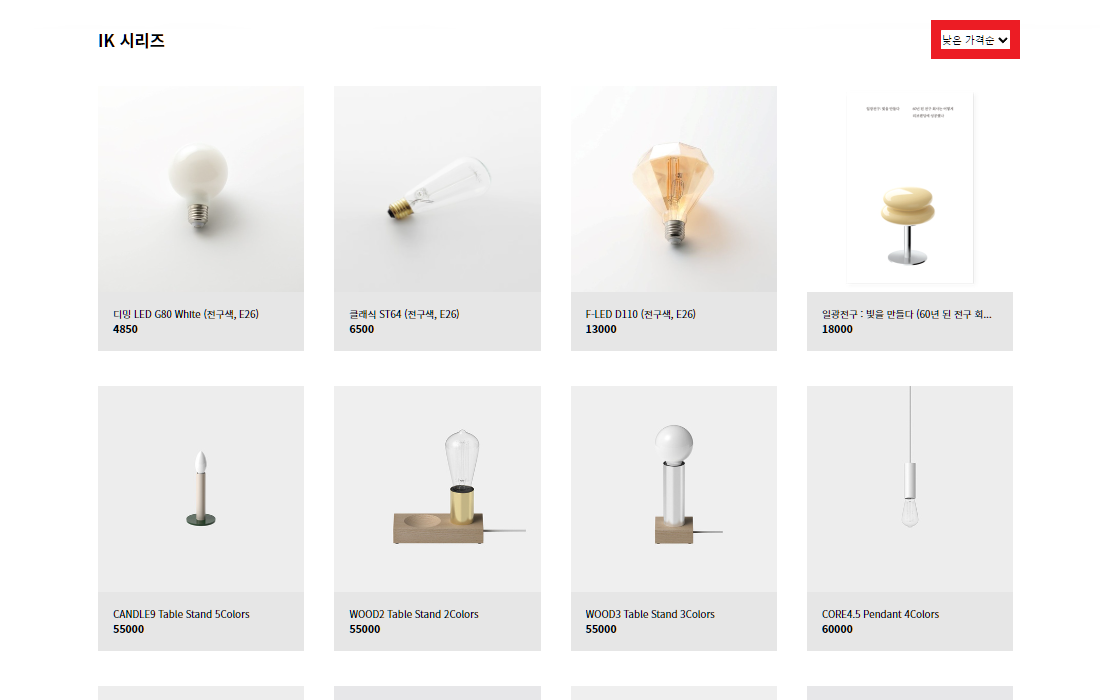 IK 시리즈
낮은 가격순
디밍 LED G80 White (전구색, E26)
4850
클래식 ST64 (전구색, E26)
6500
F-LED D110 (전구색, E26)
13000
일광전구 : 빛을 만들다 (60년 된 전구 회...
18000
CANDLE9 Table Stand 5Colors
55000
WOOD2 Table Stand 2Colors
55000
WOOD3 Table Stand 3Colors
55000
CORE4.5 Pendant 4Colors
60000